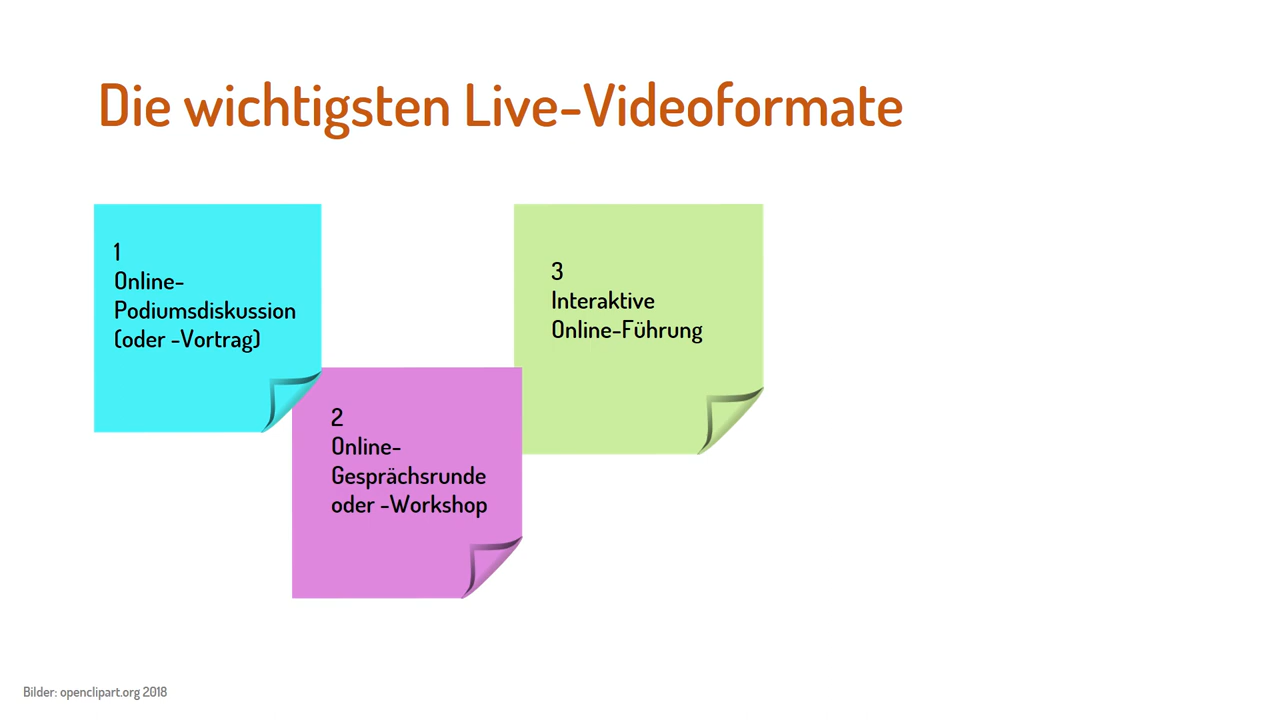 Die wichtigsten Live-Videoformate
1
Online-
Podiumsdiskussion
(oder -Vortrag)
2
Online-
Gesprächsrunde
oder -Workshop
3
Interaktive
Online-Führung
Bilder: openclipart.org 2018